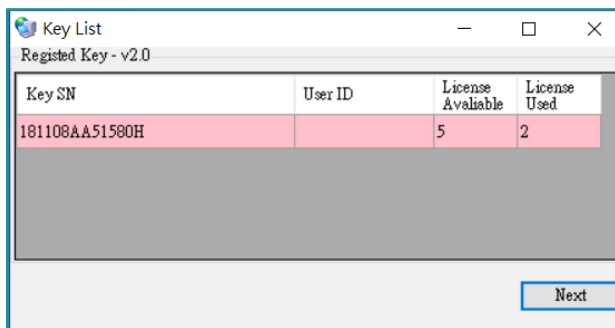 Key List
Registed Key - v2.0
Key SN User ID License Avaliable License Used
181108AA51580H 5 2
Next